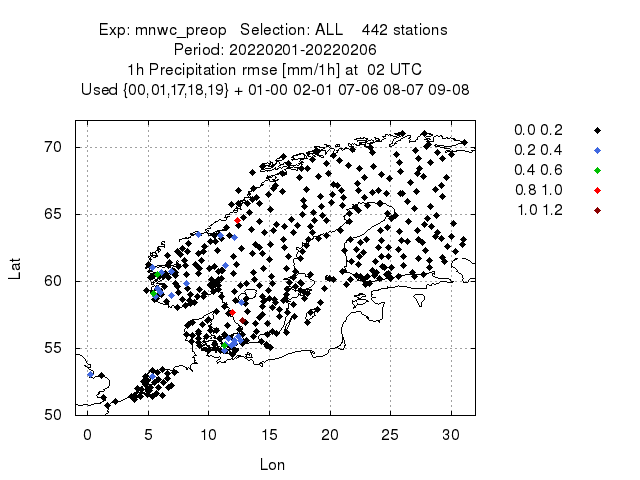 Exp: mnwc_preop Selection: ALL 442 stations
Period: 20220201-20220206
1h Precipitation rmse [mm/1h] at 02 UTC
Used {00,01,17,18,19} + 01-00 02-01 07-06 08-07 09-08
0.0 0.2
0.2 0.4
0.4 0.6
0.8 1.0
1.0 1.2
70
65
60
55
50
Lat
0 5 10 15 20 25 30
Lon